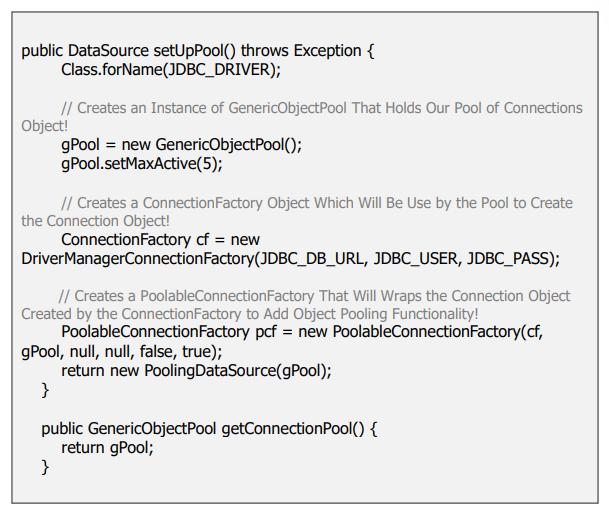 public DataSource setUpPool() throws Exception {
Class.forName(JDBC_DRIVER);
// Creates an Instance of GenericObjectPool That Holds Our Pool of Connections
Object!
gPool = new GenericObjectPool();
gPool.setMaxActive(5);
// Creates a ConnectionFactory Object Which Will Be Use by the Pool to Create
the Connection Object!
ConnectionFactory cf = new
DriverManagerConnectionFactory(JDBC_DB_URL, JDBC_USER, JDBC_PASS);
// Creates a PoolableConnectionFactory That Will Wraps the Connection Object
Created by the ConnectionFactory to Add Object Pooling Functionality!
PoolableConnectionFactory pcf = new PoolableConnectionFactory(cf,
gPool, null, null, false, true);
return new PoolingDataSource(gPool);
}
public GenericObjectPool getConnectionPool() {
return gPool;
}